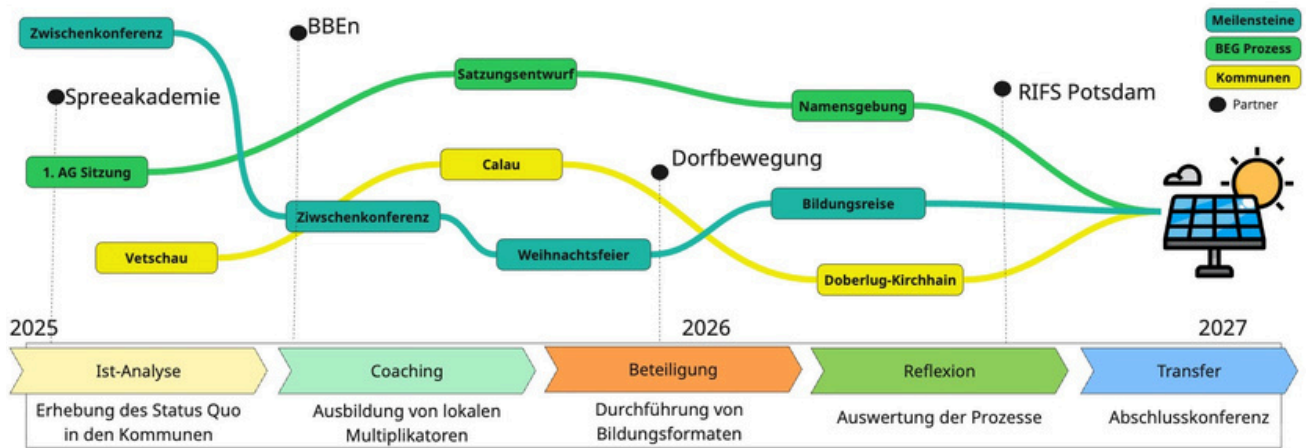 Zwischenkonferenz
BBEn
Meilensteine
BEG Prozess
Kommunen
Partner
Satzungsentwurf
Spreeakademie
Namensgebung
RIFS Potsdam
1. AG Sitzung
Calau
Dorfbewegung
Ziwschenkonferenz
Bildungsreise
Vetschau
Weihnachtsfeier
Doberlug-Kirchhain
2025
2026
2027
Ist-Analyse
Coaching
Beteiligung
Reflexion
Transfer
Erhebung des Status Quo
in den Kommunen
Ausbildung von lokalen
Multiplikatoren
Durchführung von
Bildungsformaten
Auswertung der Prozesse
Abschlusskonferenz